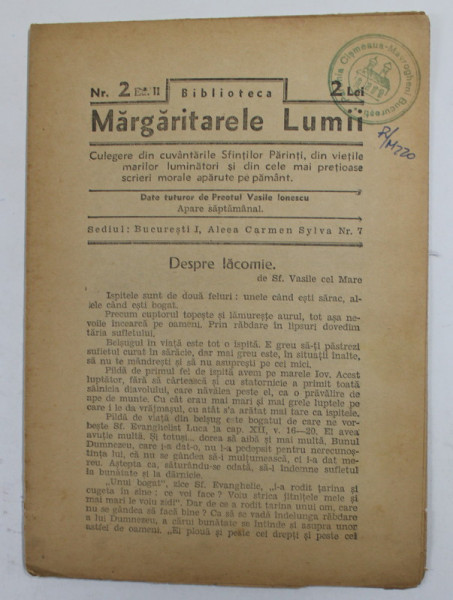 Nr. 2 Ed. II Biblioteca 2 Lei
Mărgăritarele Lumii
Culegere din cuvântările Sfinților Părinți, din viețile
marilor luminători și din cele mai prețioase
scrieri morale apărute pe pământ.
Date tuturor de Preotul Vasile Ionescu
Apare săptămânal.
Sediul: București I, Aleea Carmen Sylva Nr. 7
Despre lăcomie.
de Sf. Vasile cel Mare
Ispitele sunt de două feluri: unele când ești sărac, al-
tele când ești bogat.
Precum cuptorul topește și lămurește aurul, tot așa ne-
voile încearcă pe oameni. Prin răbdare în lipsuri dovedim
tăria sufletului.
Belșugul în viață este tot o ispită. E greu să-ți păstrezi
sufletul curat în sărăcie, dar mai greu este, în situații înalte,
să nu te mândrești și să nu asuprești pe cei mici.
Pildă de primul fel de ispită avem pe marele Iov. Acest
luptător, fără să cârtească și cu statornicie a primit toată
silnicia diavolului, care năvălea peste el, ca o prăvălire de
ape de munte. Cu cât erau mai mari și mai grele luptele pe
care i le da vrăjmașul, cu atât s'a arătat mai tare ca ispitele.
Pildă de viață din belșug este bogatul de care ne vor-
bește Sf. Evanghelist Luca la cap. XII, v. 16—20. El avea
avuție multă. Și totuși... dorea să aibă și mai multă. Bunul
Dumnezeu, care i-a dat-o, nu l-a pedepsit pentru nerecunoș-
tința lui, că nu se gândea să-i mulțumească, ci i-a dat me-
reu. Aștepta ca, săturându-se odată, să-i îndemne sufletul
la bunătate și la dărnicie.
„Unui bogat", zice Sf. Evanghelie, „i-a rodit țarina și
cugeta în sine: ce voi face? Voin strica jitnițele mele și
mai mari le voiu zidi". Dar de ce a rodit țarina unui om, care
nu se gândea să facă bine? Ca să se vadă îndelunga răbdare
a lui Dumnezeu, a cărui bunătate se întinde și asupra unor
astfel de oameni. „El plouă și peste cei drepți și peste cei
R/M220
Cișmeaua-Mavrogheni București